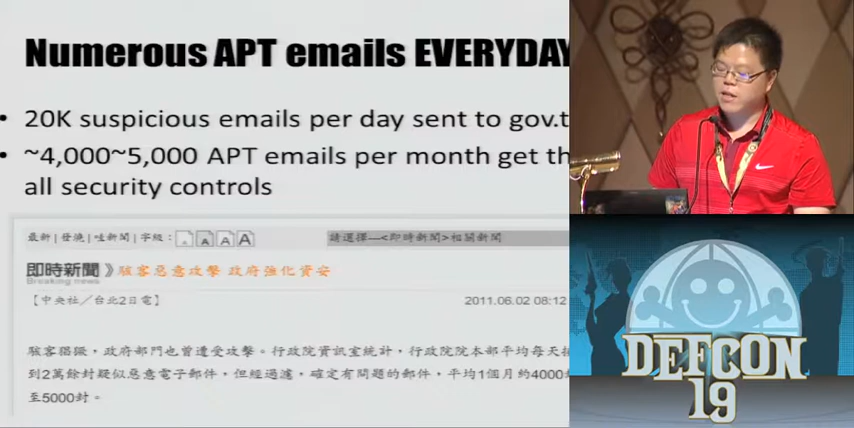 Numerous APT emails EVERYDAY
• 20K suspicious emails per day sent to gov.t
• ~4,000~5,000 APT emails per month get th
all security controls
最新 | 發燒 | 哇新聞 | 字級： A A A A
請選擇—<即時新聞>相關新聞
即時新聞》駭客惡意攻擊 政府強化資安
Breaking news
【中央社／台北2日電】 2011.06.02 08:12
駭客猖獗，政府部門也曾遭受攻擊。行政院資訊室統計，行政院院本部平均每天接
到2萬餘封疑似惡意電子郵件，但經過濾，確定有問題的郵件，平均1個月約4000封
至5000封。
DEFCON
19